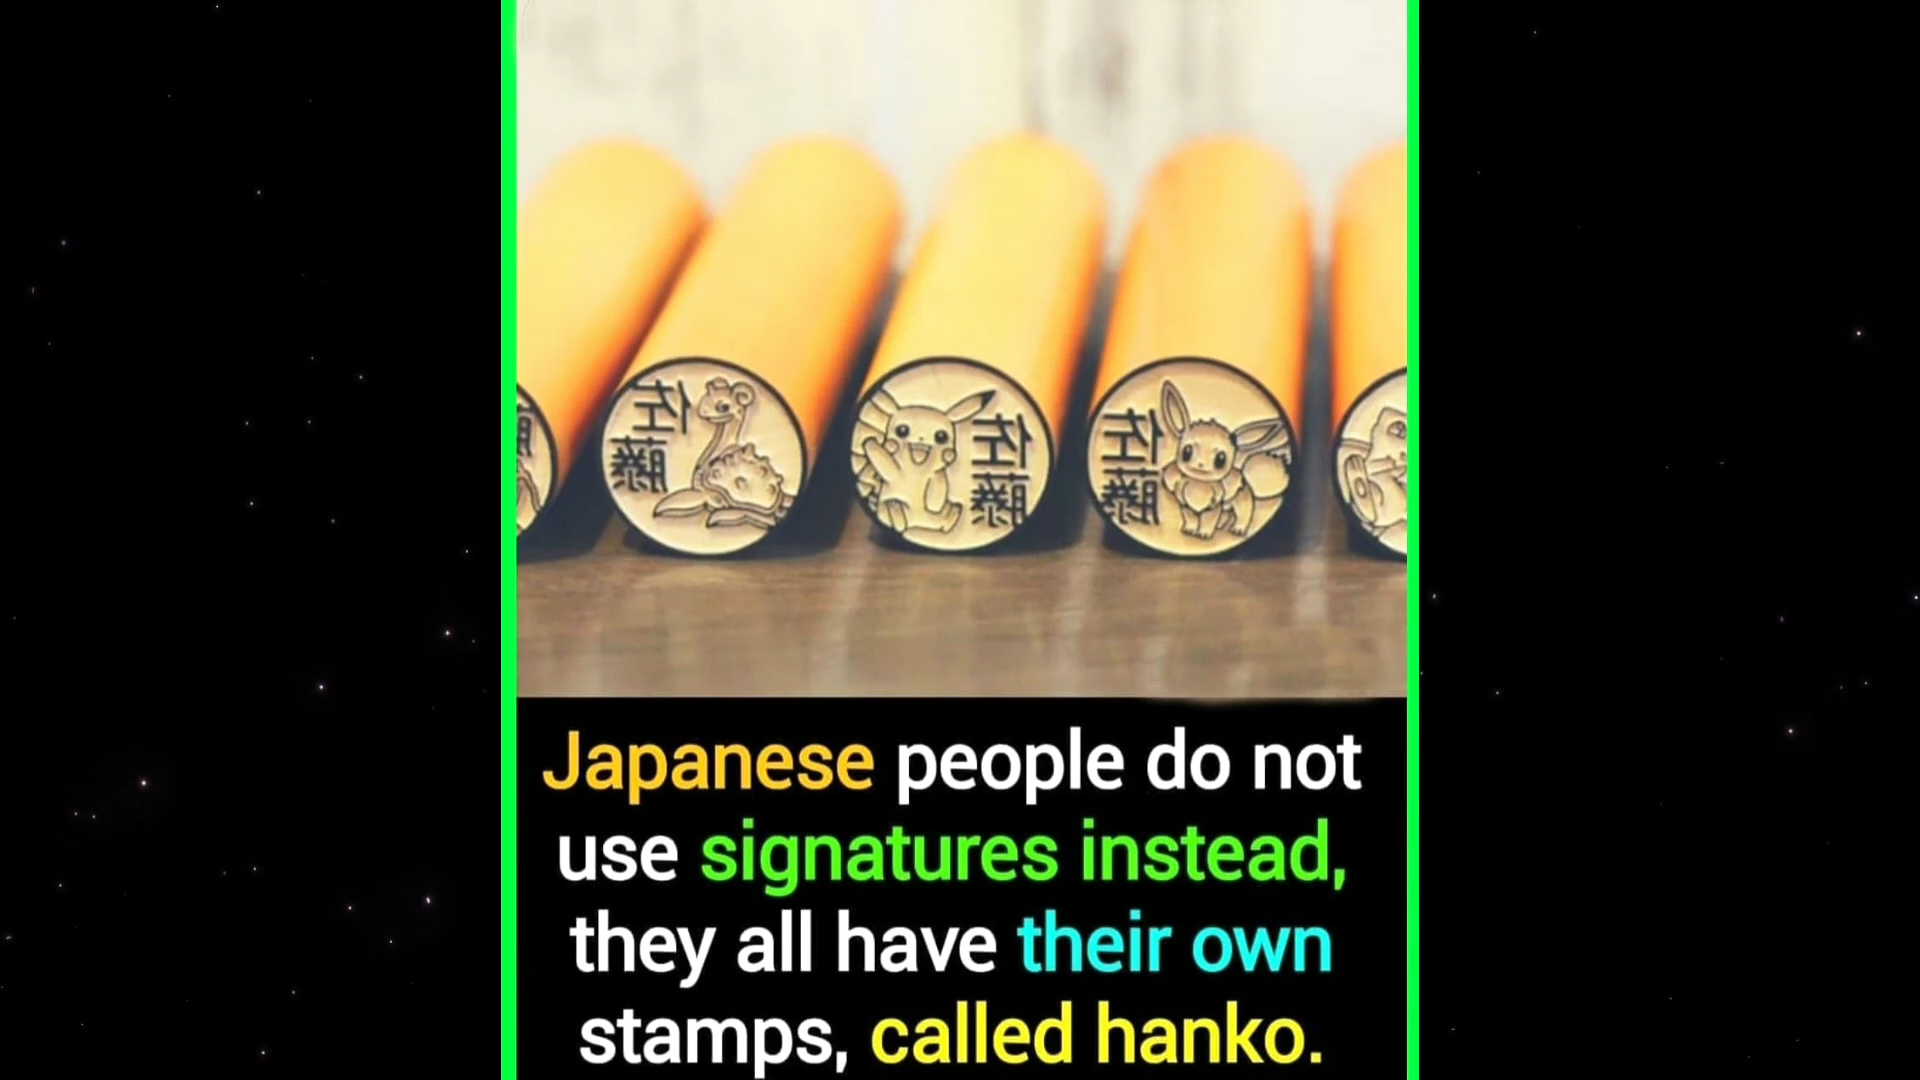 佐藤
佐藤
佐藤
Japanese people do not
use signatures instead,
they all have their own
stamps, called hanko.